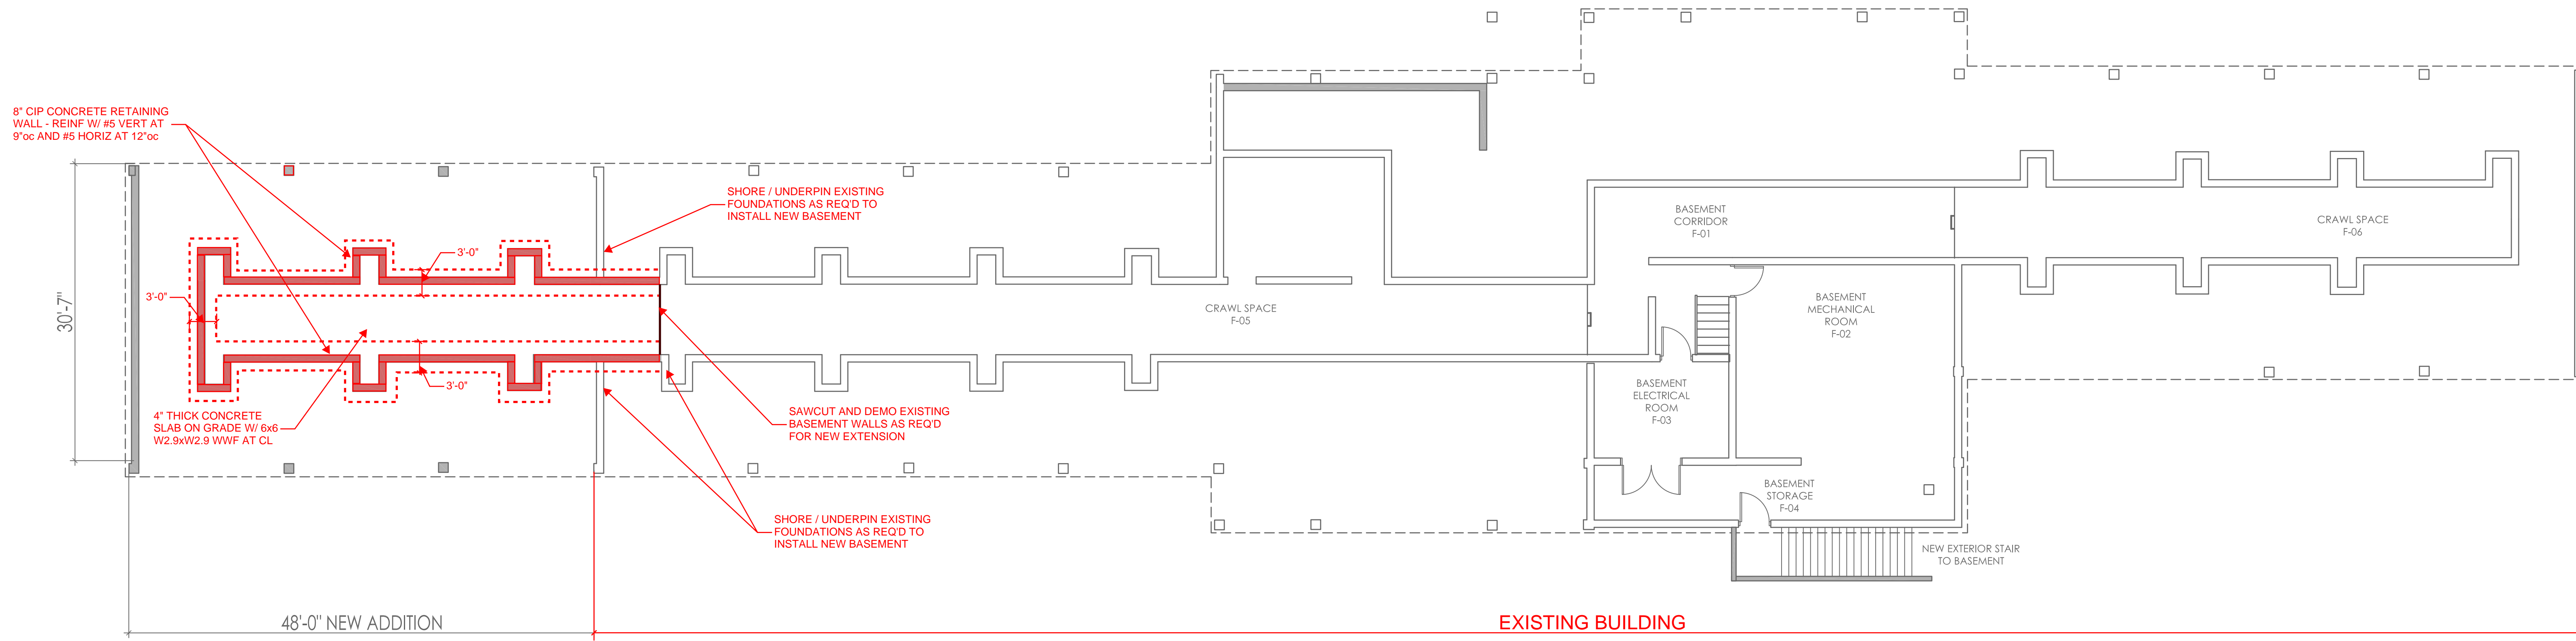 8" CIP CONCRETE RETAINING
WALL - REINF W/ #5 VERT AT
9"oc AND #5 HORIZ AT 12"oc
30'-7"
3'-0"
3'-0"
3'-0"
4" THICK CONCRETE
SLAB ON GRADE W/ 6x6
W2.9xW2.9 WWF AT CL
SHORE / UNDERPIN EXISTING
FOUNDATIONS AS REQ'D TO
INSTALL NEW BASEMENT
SAWCUT AND DEMO EXISTING
BASEMENT WALLS AS REQ'D
FOR NEW EXTENSION
SHORE / UNDERPIN EXISTING
FOUNDATIONS AS REQ'D TO
INSTALL NEW BASEMENT
CRAWL SPACE
F-05
BASEMENT
CORRIDOR
F-01
BASEMENT
MECHANICAL
ROOM
F-02
BASEMENT
ELECTRICAL
ROOM
F-03
BASEMENT
STORAGE
F-04
CRAWL SPACE
F-06
NEW EXTERIOR STAIR
TO BASEMENT
48'-0" NEW ADDITION
EXISTING BUILDING